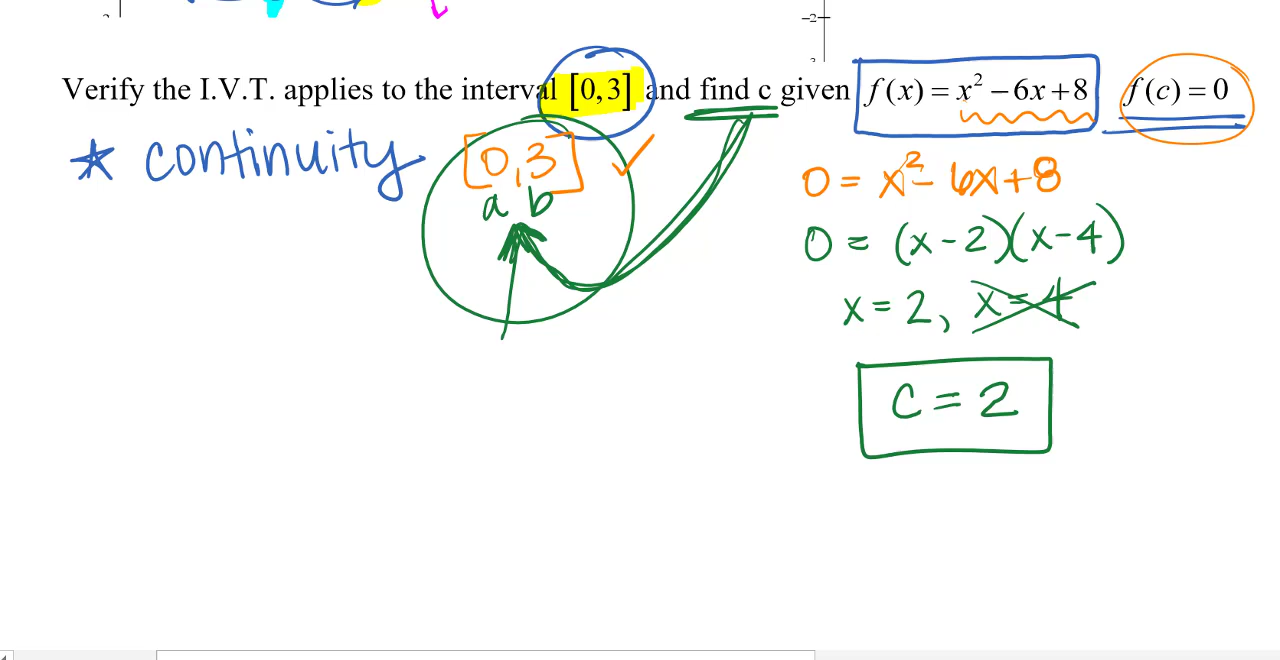 -2
Verify the I.V.T. applies to the interval [0,3] and find c given f(x) = x² − 6x + 8 f(c) = 0
* continuity [0,3] ✓
a b
0 = x² - 6x + 8
0 = (x-2)(x-4)
x = 2, x = 4
c = 2